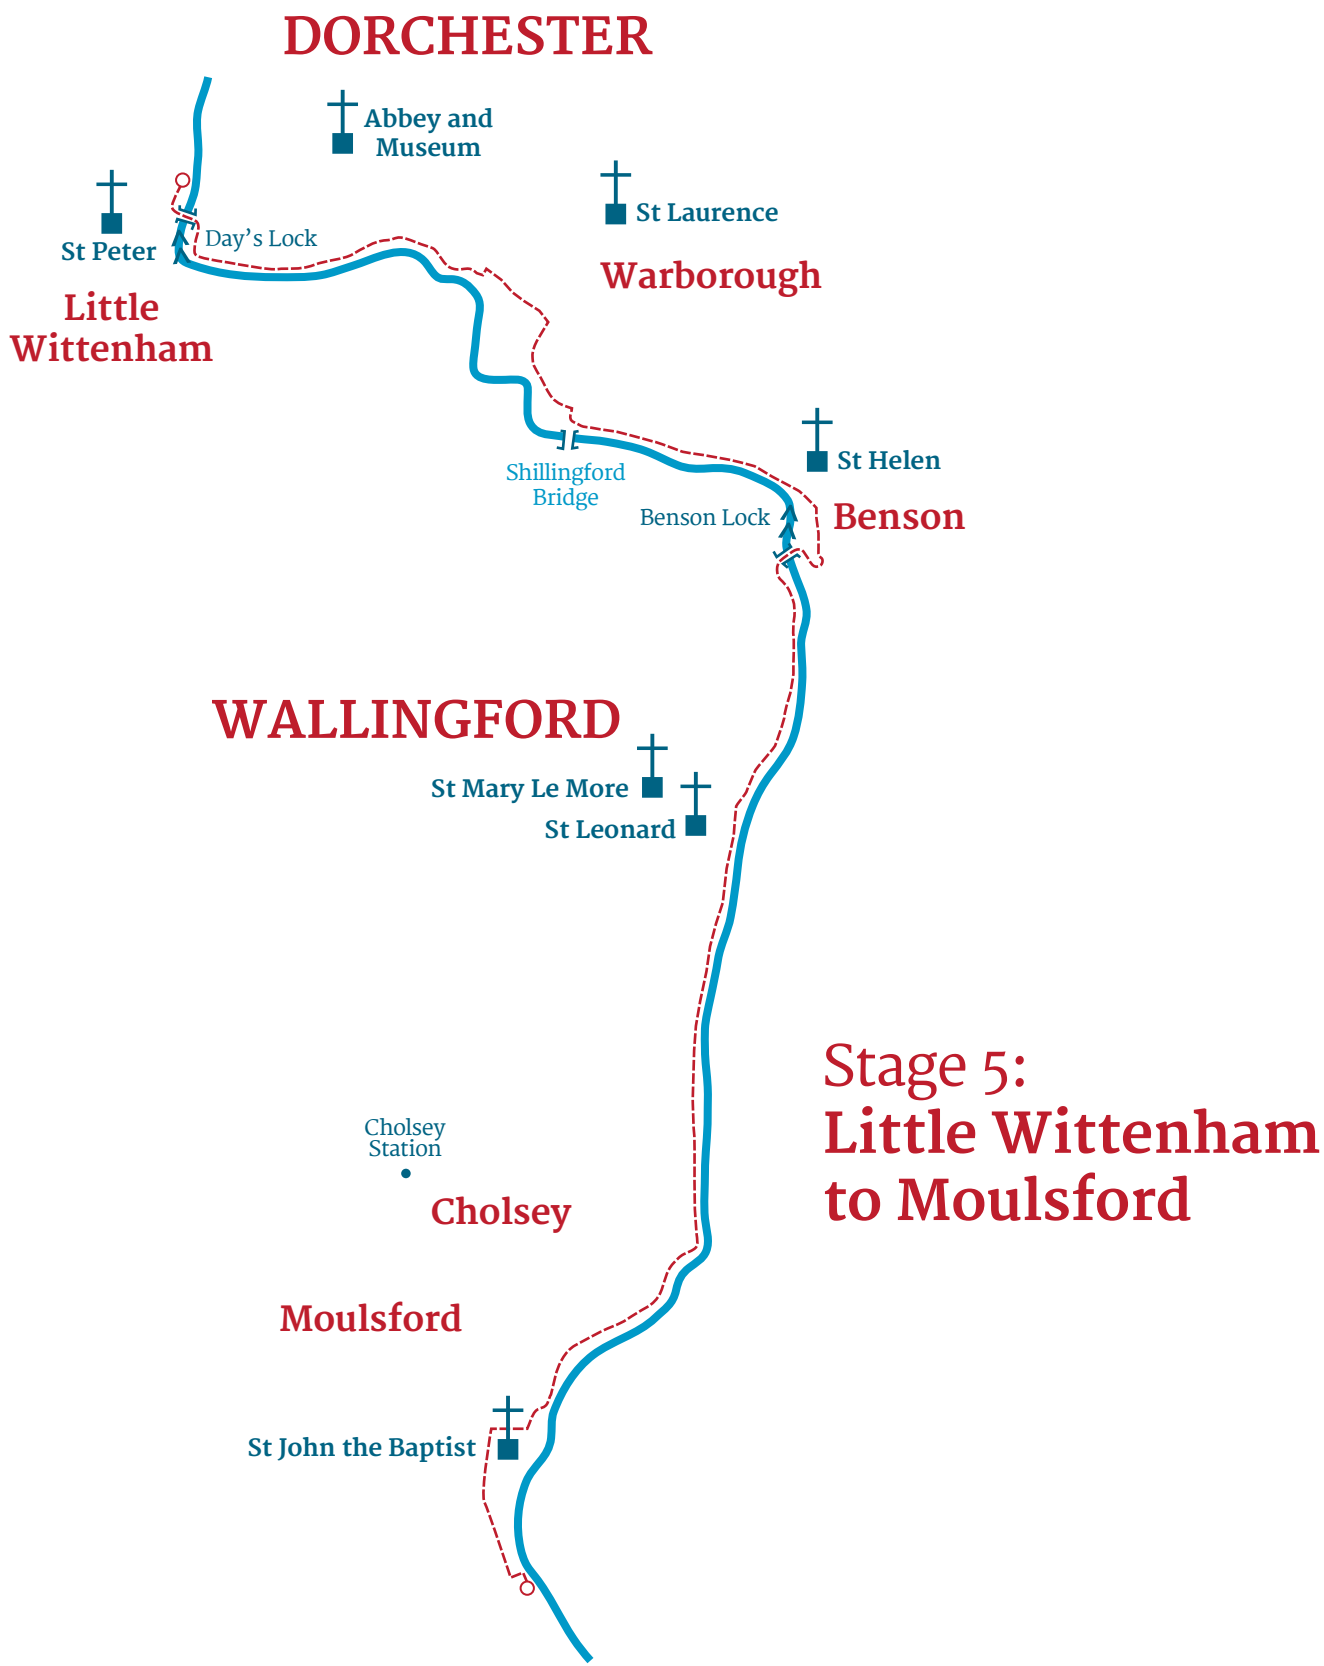 DORCHESTER
Abbey and
Museum
St Laurence
St Peter
Day’s Lock
Warborough
Little
Wittenham
St Helen
Shillingford
Bridge
Benson Lock
Benson
WALLINGFORD
St Mary Le More
St Leonard
Stage 5:
Little Wittenham
to Moulsford
Cholsey
Station
Cholsey
Moulsford
St John the Baptist